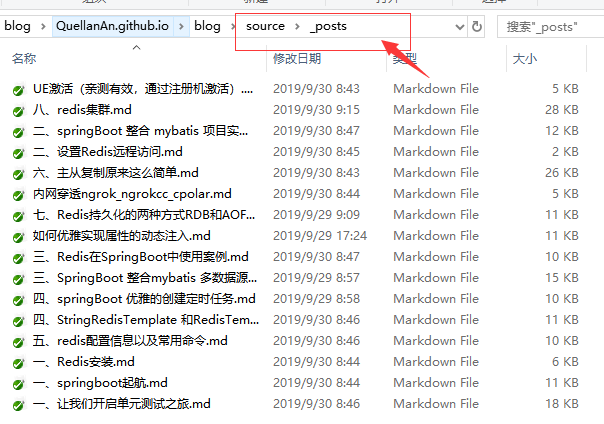 blog QuellanAn.github.io blog source _posts 搜索"_posts"
名称 修改日期 类型 大小
UE激活（亲测有效，通过注册机激活）.... 2019/9/30 8:43 Markdown File 5 KB
八、redis集群.md 2019/9/30 9:15 Markdown File 28 KB
二、springBoot 整合 mybatis 项目实... 2019/9/30 8:47 Markdown File 12 KB
二、设置Redis远程访问.md 2019/9/30 8:45 Markdown File 2 KB
六、主从复制原来这么简单.md 2019/9/30 8:43 Markdown File 26 KB
内网穿透ngrok_ngrokcc_cpolar.md 2019/9/30 8:44 Markdown File 5 KB
七、Redis持久化的两种方式RDB和AOF... 2019/9/29 9:09 Markdown File 11 KB
如何优雅实现属性的动态注入.md 2019/9/29 17:24 Markdown File 11 KB
三、Redis在SpringBoot中使用案例.md 2019/9/30 8:47 Markdown File 10 KB
三、SpringBoot 整合mybatis 多数据源... 2019/9/29 8:57 Markdown File 15 KB
四、springBoot 优雅的创建定时任务.md 2019/9/29 8:58 Markdown File 10 KB
四、StringRedisTemplate 和RedisTem... 2019/9/30 8:46 Markdown File 11 KB
五、redis配置信息以及常用命令.md 2019/9/30 8:46 Markdown File 10 KB
一、Redis安装.md 2019/9/30 8:44 Markdown File 6 KB
一、springboot起航.md 2019/9/30 8:44 Markdown File 11 KB
一、让我们开启单元测试之旅.md 2019/9/30 8:46 Markdown File 18 KB